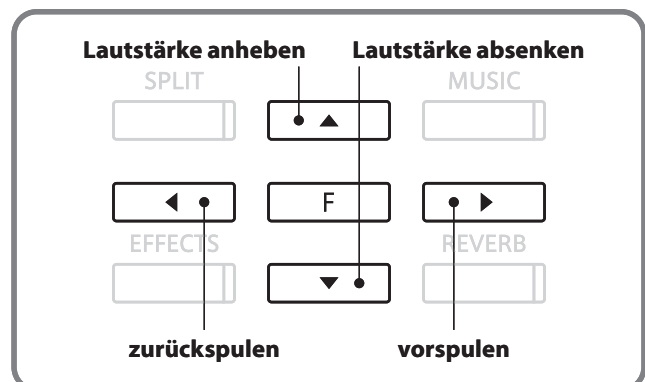 Lautstärke anheben Lautstärke absenken
SPLIT MUSIC
F
EFFECTS REVERB
zurückspulen vorspulen